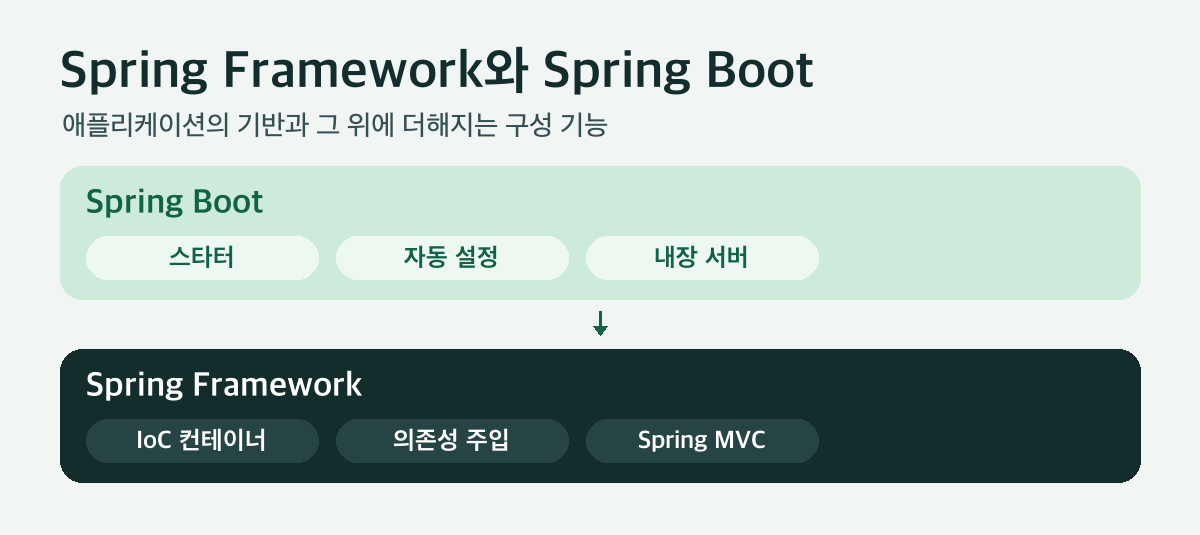 Spring Framework와 Spring Boot
애플리케이션의 기반과 그 위에 더해지는 구성 기능
Spring Boot
스타터 자동 설정 내장 서버
Spring Framework
IoC 컨테이너 의존성 주입 Spring MVC